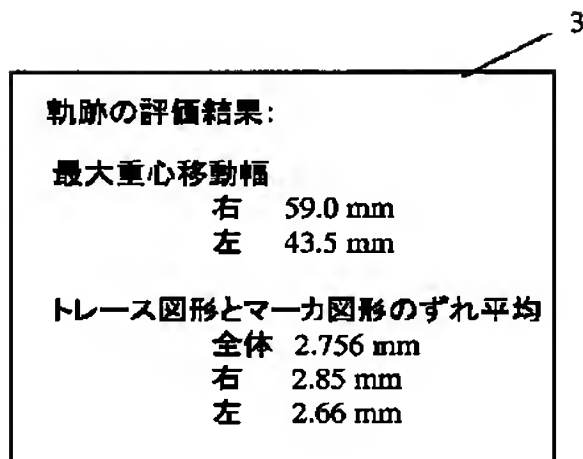 3
軌跡の評価結果:
最大重心移動幅
右 59.0 mm
左 43.5 mm
トレース図形とマーカ図形のずれ平均
全体 2.756 mm
右 2.85 mm
左 2.66 mm